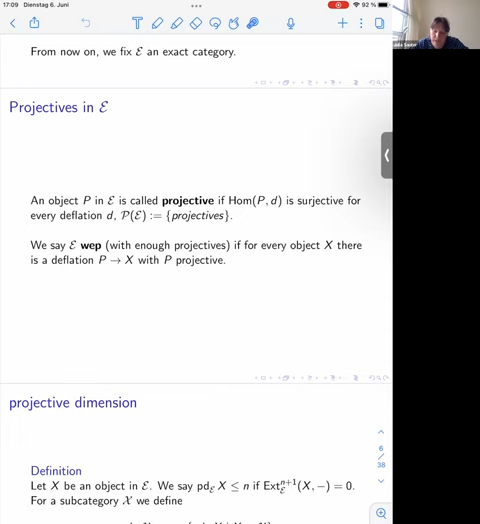 17:09 Dienstag 6. Juni
92 %
From now on, we fix ℰ an exact category.
Projectives in ℰ
An object P in ℰ is called projective if Hom(P, d) is surjective for
every deflation d, 𝒫(ℰ) := {projectives}.
We say ℰ wep (with enough projectives) if for every object X there
is a deflation P → X with P projective.
projective dimension
6
/
38
Definition
Let X be an object in ℰ. We say pd_ℰ X ≤ n if Ext_ℰ^{n+1}(X, −) = 0.
For a subcategory 𝒳 we define